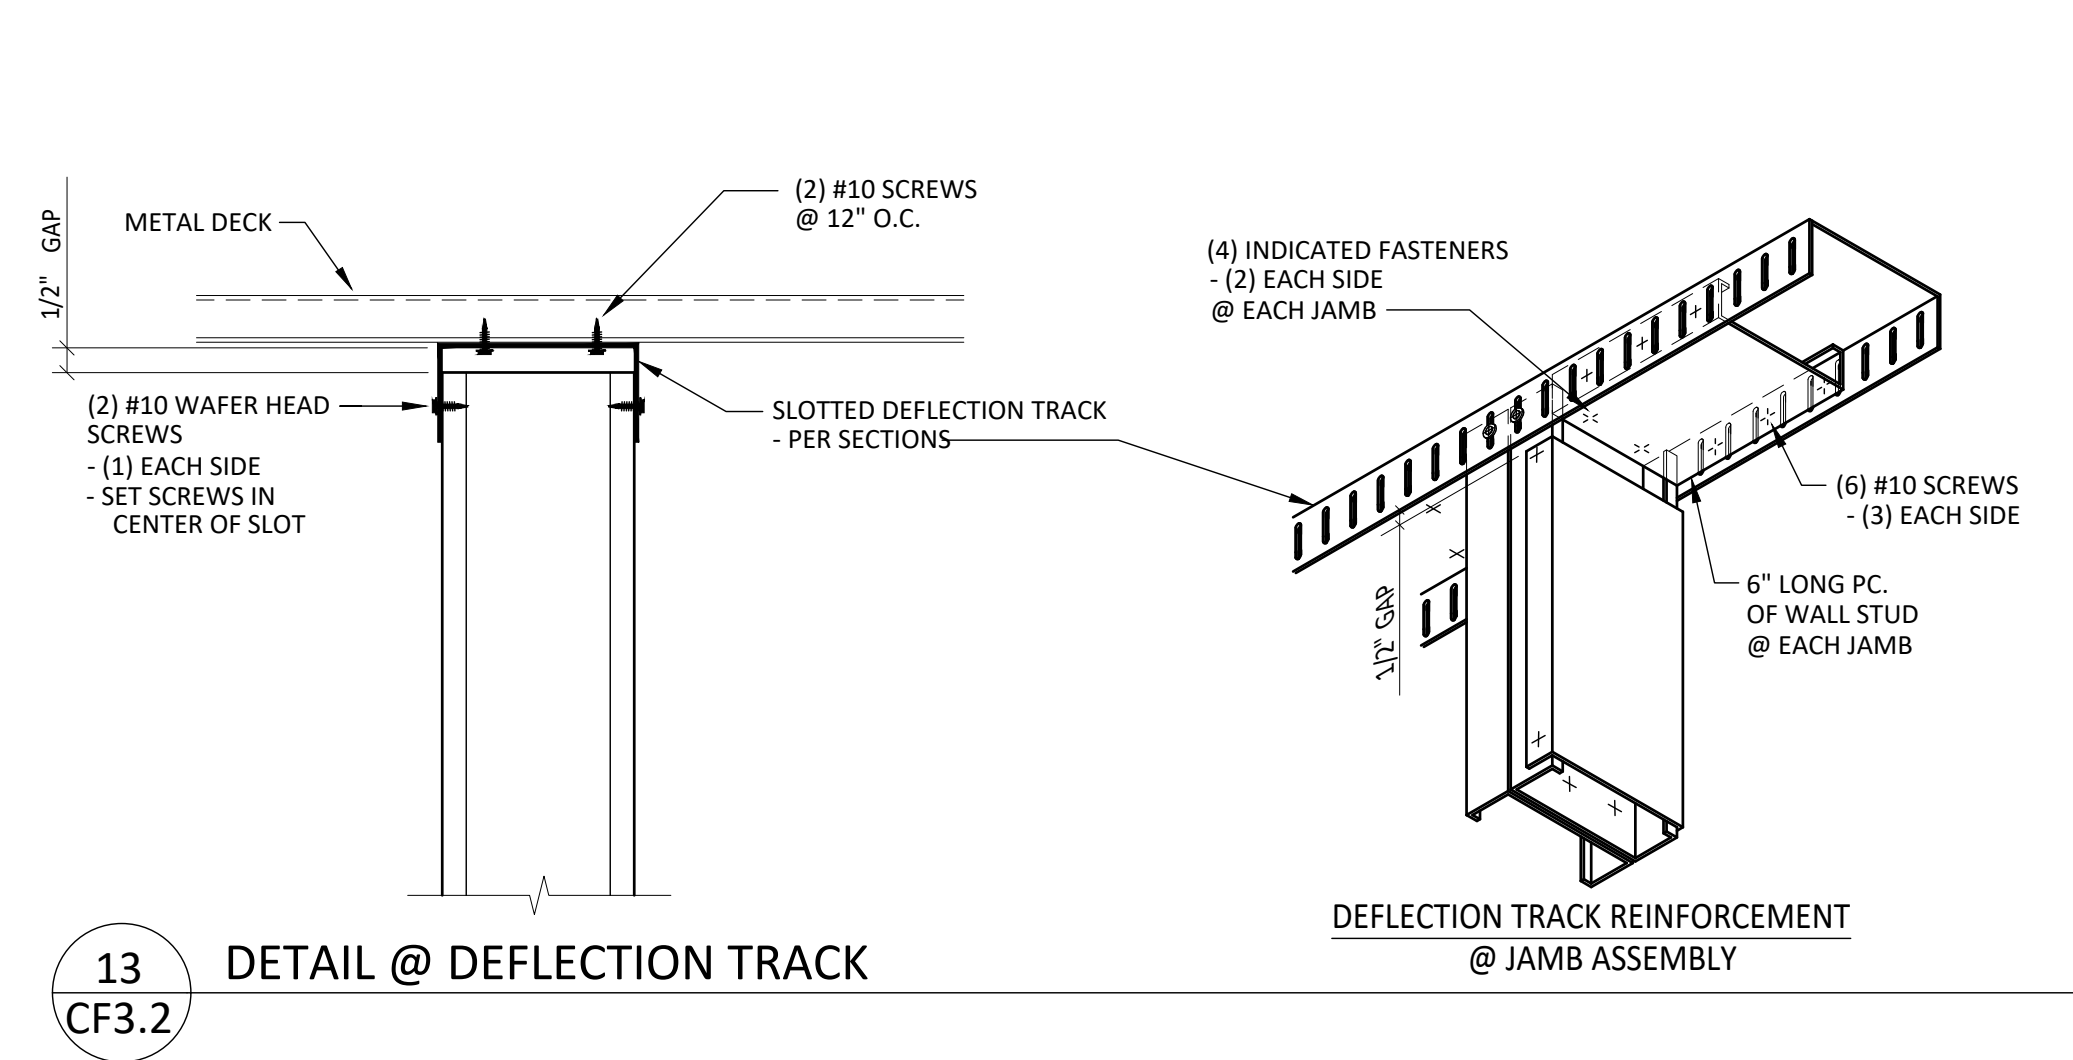 1/2" GAP
METAL DECK
(2) #10 SCREWS
@ 12" O.C.
(2) #10 WAFER HEAD
SCREWS
- (1) EACH SIDE
- SET SCREWS IN
CENTER OF SLOT
SLOTTED DEFLECTION TRACK
- PER SECTIONS
(4) INDICATED FASTENERS
- (2) EACH SIDE
@ EACH JAMB
(6) #10 SCREWS
- (3) EACH SIDE
6" LONG PC.
OF WALL STUD
@ EACH JAMB
1/2" GAP
DEFLECTION TRACK REINFORCEMENT
@ JAMB ASSEMBLY
13
CF3.2
DETAIL @ DEFLECTION TRACK